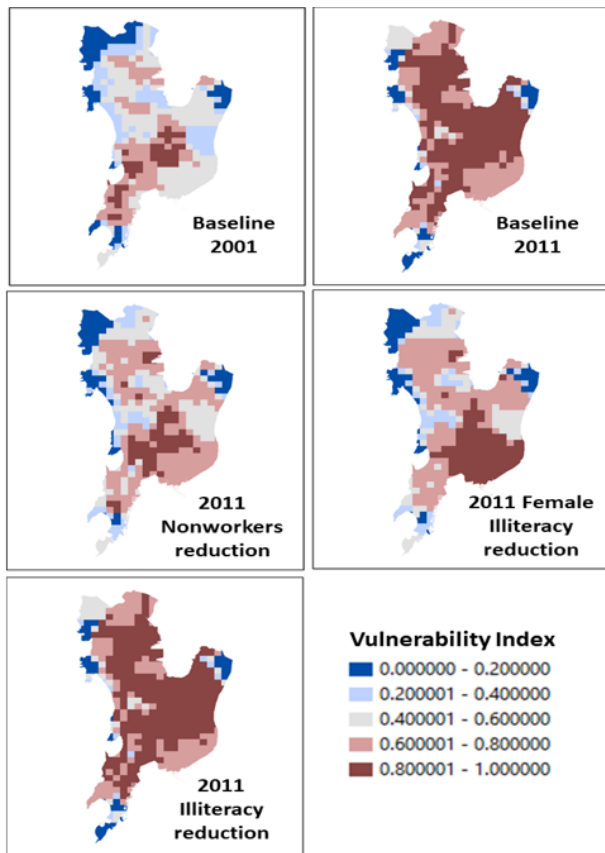 Baseline
2001
Baseline
2011
2011
Nonworkers
reduction
2011 Female
Illiteracy
reduction
2011
Illiteracy
reduction
Vulnerability Index
0.000000 - 0.200000
0.200001 - 0.400000
0.400001 - 0.600000
0.600001 - 0.800000
0.800001 - 1.000000